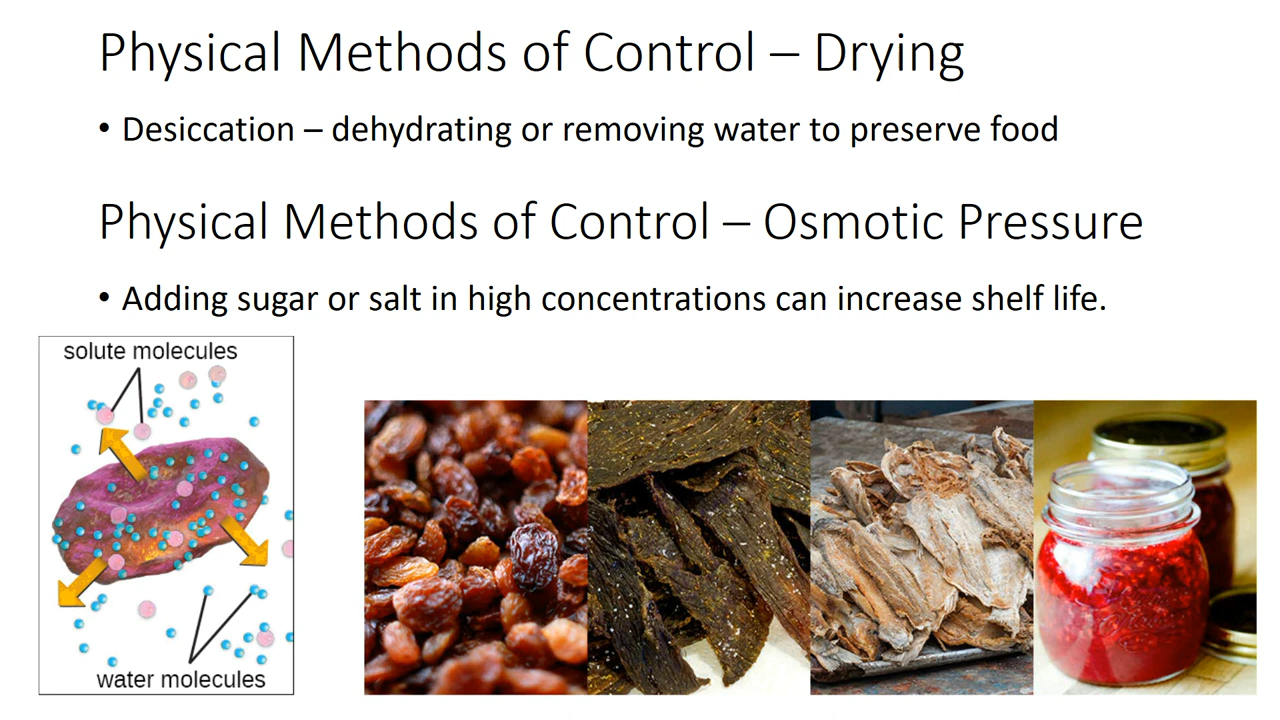 Physical Methods of Control – Drying
• Desiccation – dehydrating or removing water to preserve food
Physical Methods of Control – Osmotic Pressure
• Adding sugar or salt in high concentrations can increase shelf life.
solute molecules
water molecules